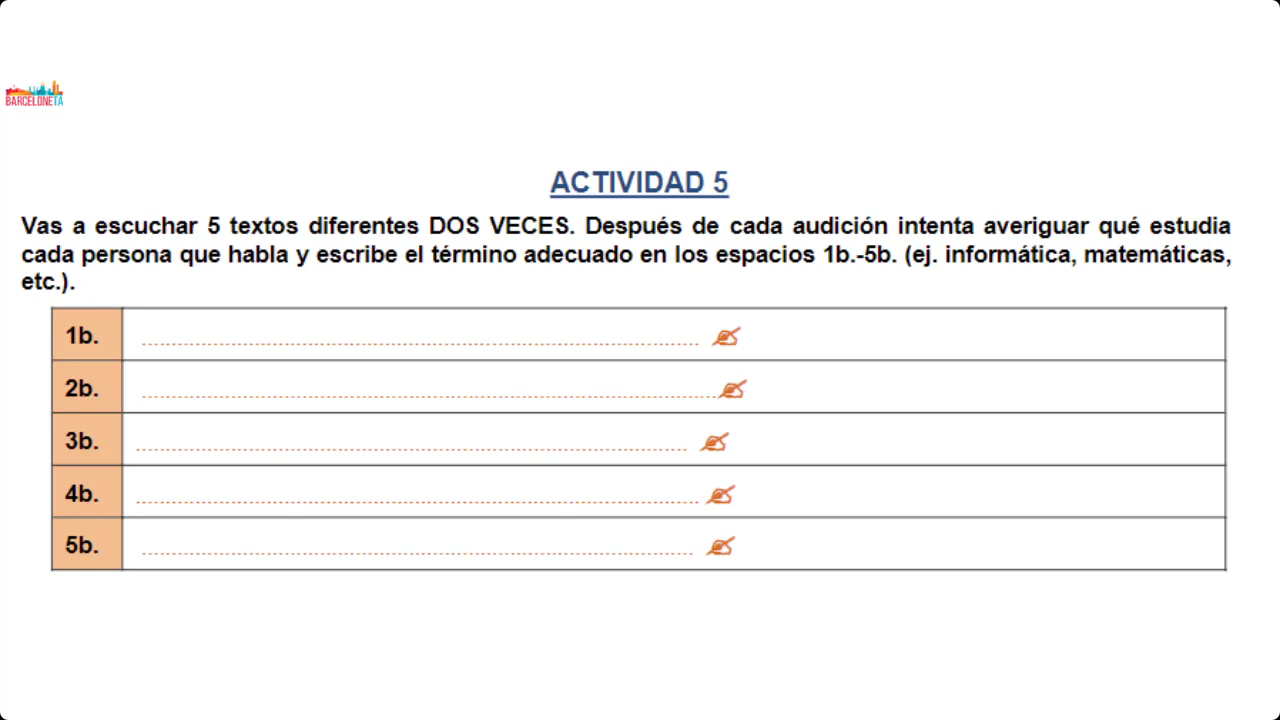 BARCELONETA
ACTIVIDAD 5
Vas a escuchar 5 textos diferentes DOS VECES. Después de cada audición intenta averiguar qué estudia
cada persona que habla y escribe el término adecuado en los espacios 1b.-5b. (ej. informática, matemáticas,
etc.).
1b.
2b.
3b.
4b.
5b.